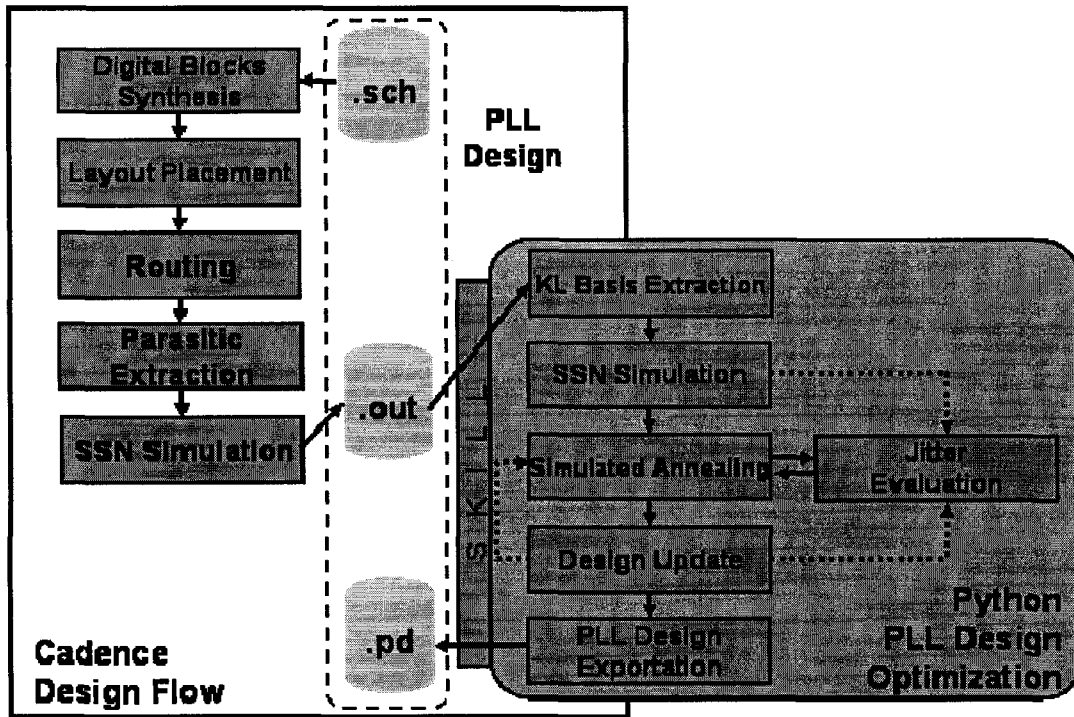 Digital Blocks
Synthesis
Layout Placement
Routing
Parasitic
Extraction
SSN Simulation
.sch
.out
.pd
PLL
Design
Cadence
Design Flow
SKILL
KL Basis Extraction
SSN Simulation
Simulated Annealing
Design Update
PLL Design
Exportation
Jitter
Evaluation
Python
PLL Design
Optimization